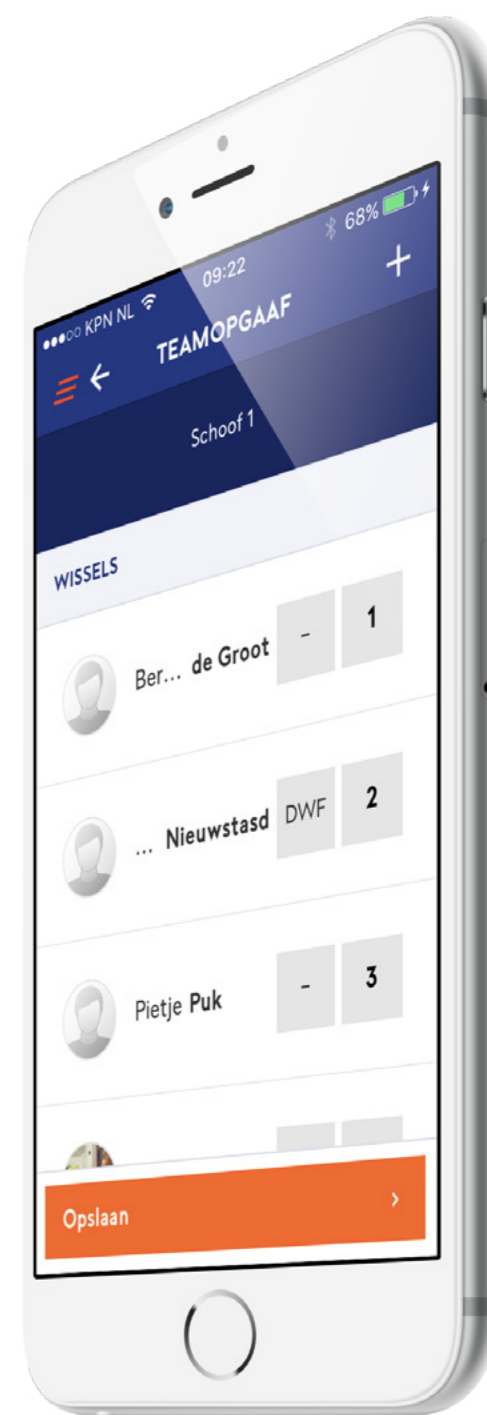 KPN NL 09:22 68%
TEAMOPGAAF +
Schoof 1
WISSELS
Ber... de Groot - 1
... Nieuwstasd DWF 2
Pietje Puk - 3
Opslaan >